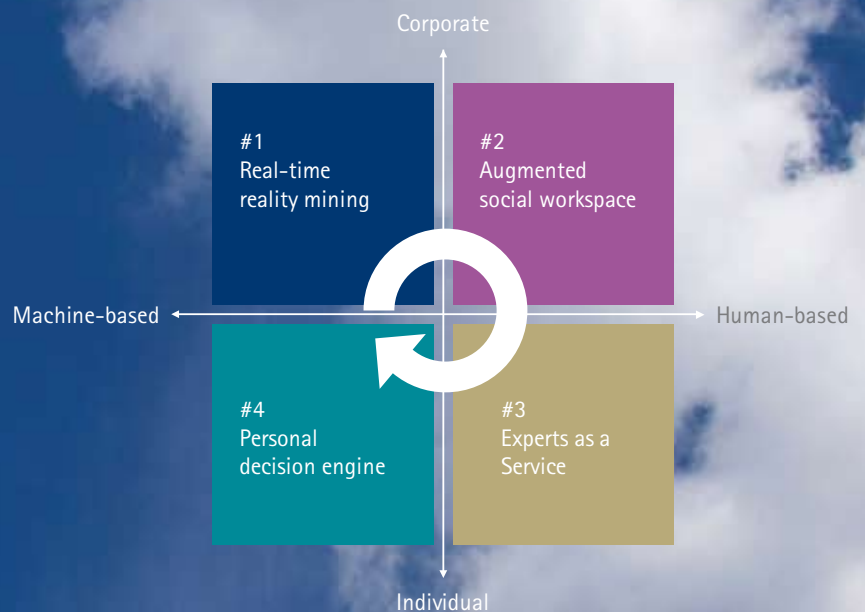 Corporate
#1
Real-time
reality mining
#2
Augmented
social workspace
Machine-based
Human-based
#4
Personal
decision engine
#3
Experts as a
Service
Individual